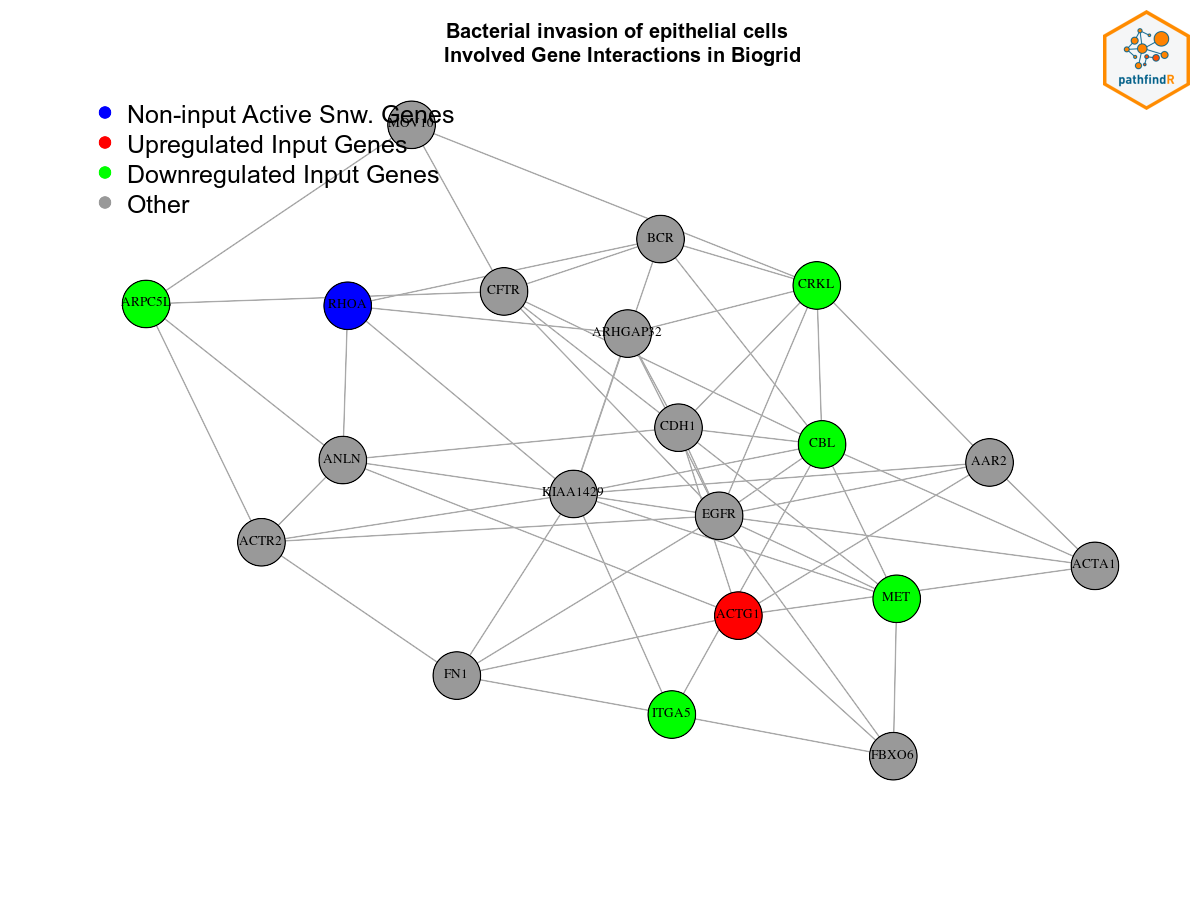 Bacterial invasion of epithelial cells
Involved Gene Interactions in Biogrid
pathfindR
Non-input Active Snw. Genes
Upregulated Input Genes
Downregulated Input Genes
Other
MOV10
BCR
CRKL
CFTR
ARPC5L
RHOA
ARHGAP32
CDH1
CBL
ANLN
AAR2
KIAA1429
EGFR
ACTR2
ACTA1
MET
ACTG1
FN1
ITGA5
FBXO6